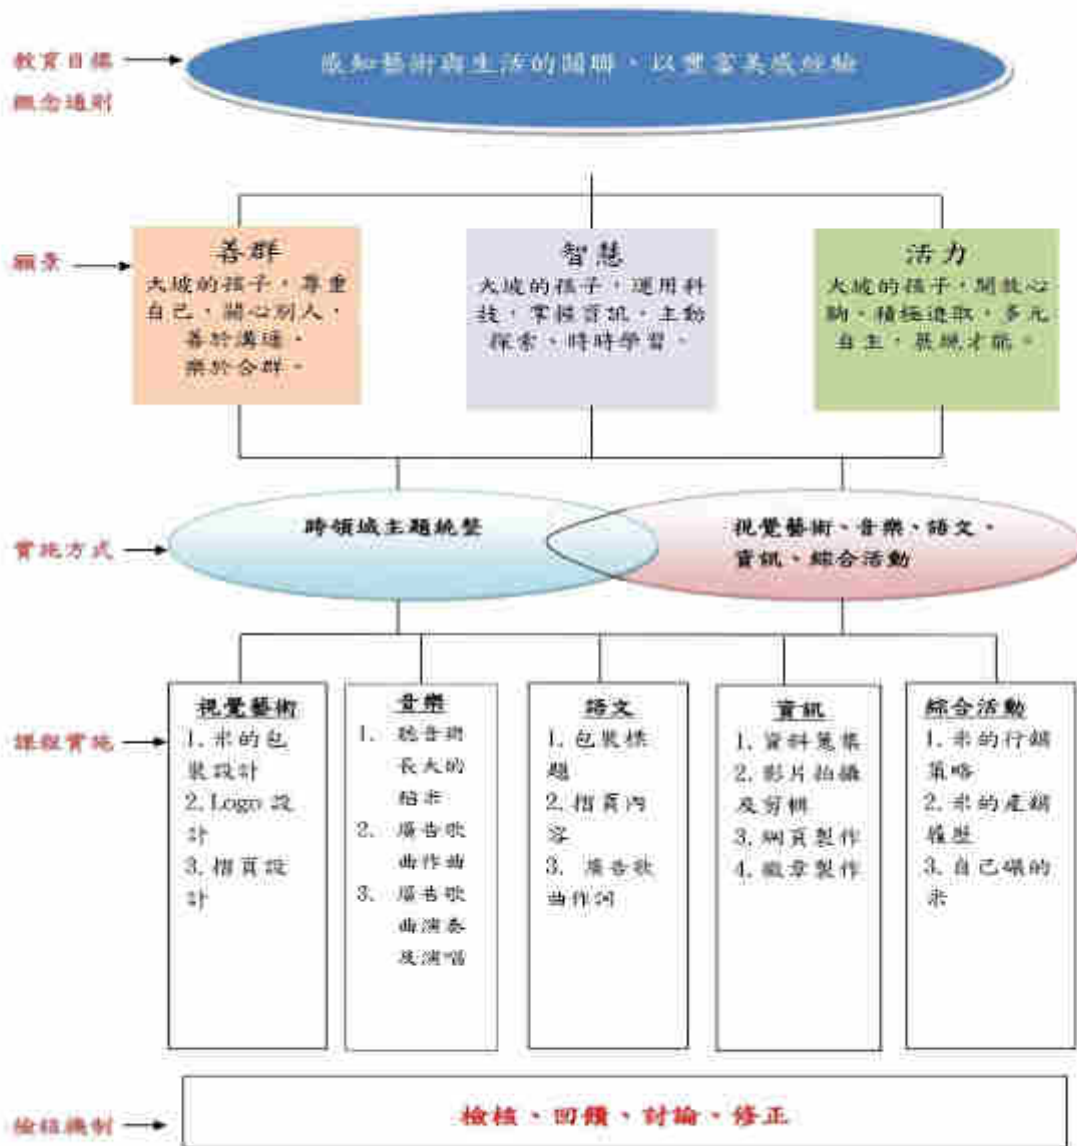 教育目標
概念通則
感知藝術與生活的關�、以豐富美感經驗
願景
善群
大坡的孩子，尊重
自己，關心別人，
善於溝通，
樂於合群。
智慧
大坡的孩子，運用科
技，掌握資訊，主動
探索、時時學習。
活力
大坡的孩子，開放心
胸、積極進取，多元
自主，展現才能。
實施方式
跨領域主題統整
視覺藝術、音樂、語文、
資訊、綜合活動
課程實施
視覺藝術
1. 米的包
裝設計
2. Logo 設
計
3. 摺頁設
計
音樂
1. 聽音樂
長大的
稻米
2. 廣告歌
曲作曲
3. 廣告歌
曲演奏
及演唱
語文
1. 包裝標
題
2. 摺頁內
容
3. 廣告歌
曲作詞
資訊
1. 資料蒐集
2. 影片拍攝
及剪輯
3. 網頁製作
4. 徽章製作
綜合活動
1. 米的行銷
策略
2. 米的產銷
履歷
3. 自己碾的
米
檢核機制
檢核、回饋、討論、修正